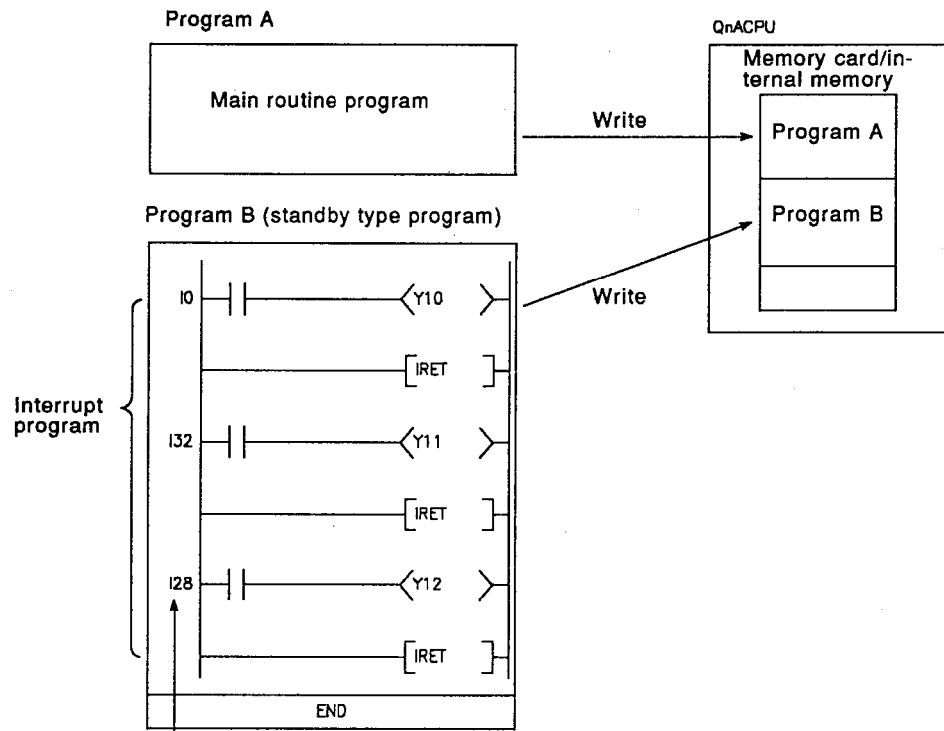 Program A
QnACPU
Main routine program
Memory card/in-
ternal memory
Write
Program A
Program B
Program B (standby type program)
Write
I0
Y10
IRET
Interrupt
program
I32
Y11
IRET
I28
Y12
IRET
END